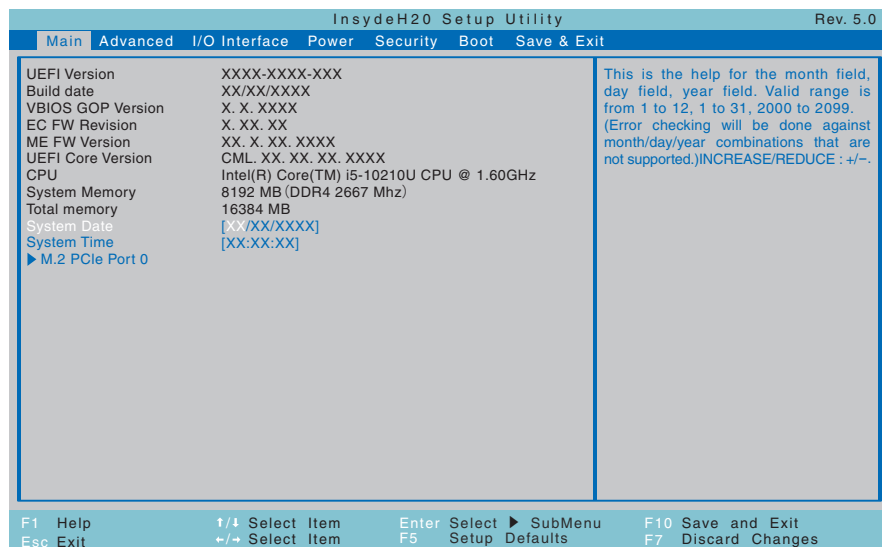 InsydeH20 Setup Utility Rev. 5.0
Main Advanced I/O Interface Power Security Boot Save & Exit
UEFI Version XXXX-XXXX-XXX
Build date XX/XX/XXXX
VBIOS GOP Version X. X. XXXX
EC FW Revision X. XX. XX
ME FW Version XX. X. XX. XXXX
UEFI Core Version CML. XX. XX. XX. XXXX
CPU Intel(R) Core(TM) i5-10210U CPU @ 1.60GHz
System Memory 8192 MB (DDR4 2667 Mhz)
Total memory 16384 MB
System Date [XX/XX/XXXX]
System Time [XX:XX:XX]
▶ M.2 PCIe Port 0
This is the help for the month field,
day field, year field. Valid range is
from 1 to 12, 1 to 31, 2000 to 2099.
(Error checking will be done against
month/day/year combinations that are
not supported.)INCREASE/REDUCE : +/−.
F1 Help ↑/↓ Select Item Enter Select ▶ SubMenu F10 Save and Exit
Esc Exit ←/→ Select Item F5 Setup Defaults F7 Discard Changes